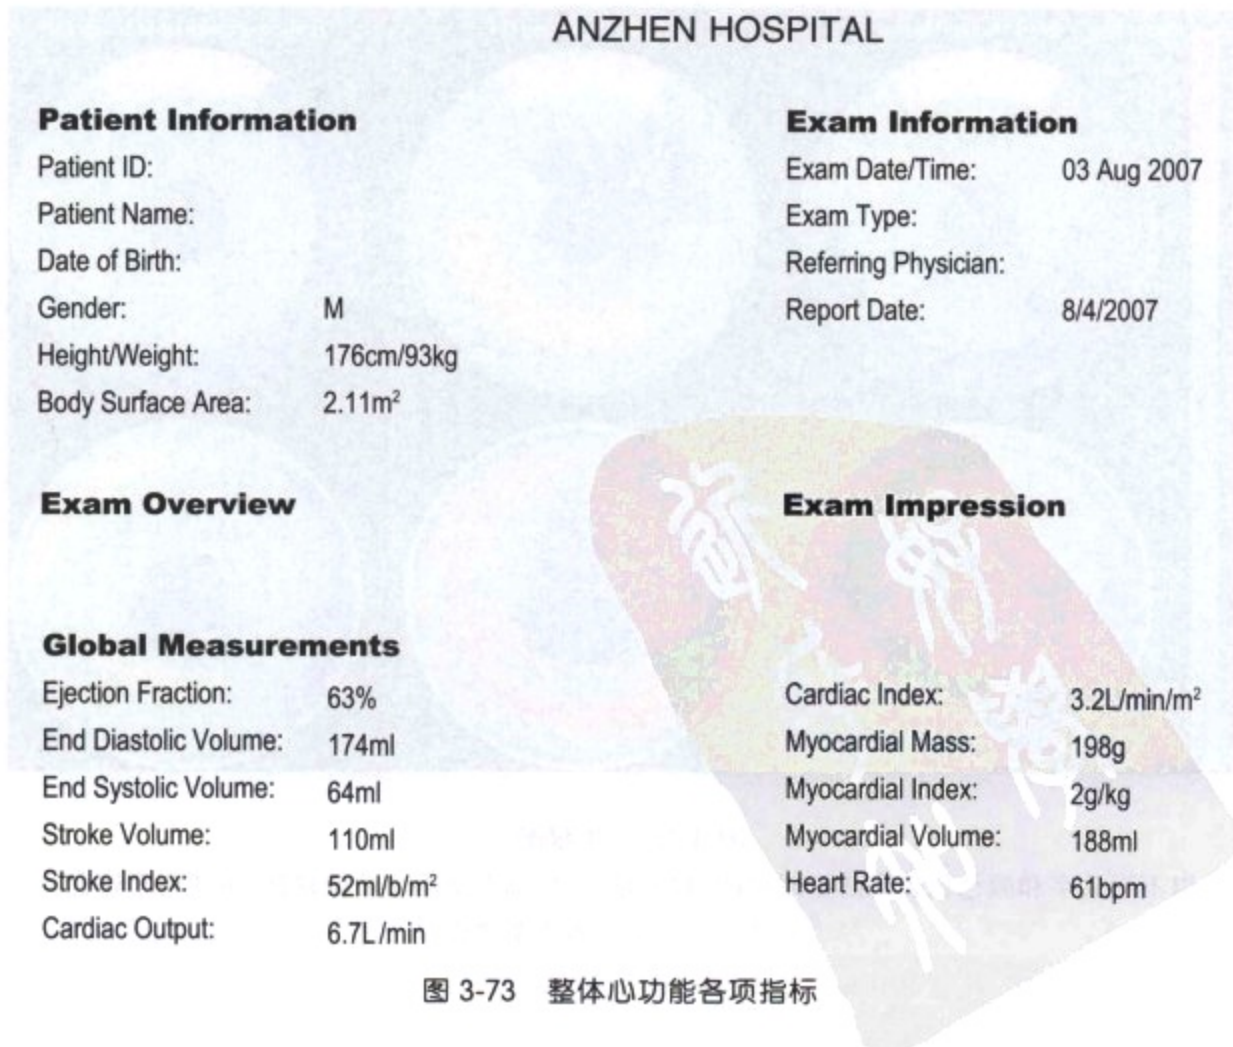 ANZHEN HOSPITAL
Patient Information
Patient ID:
Patient Name:
Date of Birth:
Gender: M
Height/Weight: 176cm/93kg
Body Surface Area: 2.11m²
Exam Information
Exam Date/Time: 03 Aug 2007
Exam Type:
Referring Physician:
Report Date: 8/4/2007
Exam Overview
Exam Impression
Global Measurements
Ejection Fraction: 63%
End Diastolic Volume: 174ml
End Systolic Volume: 64ml
Stroke Volume: 110ml
Stroke Index: 52ml/b/m²
Cardiac Output: 6.7L/min
Cardiac Index: 3.2L/min/m²
Myocardial Mass: 198g
Myocardial Index: 2g/kg
Myocardial Volume: 188ml
Heart Rate: 61bpm
图 3-73 整体心功能各项指标